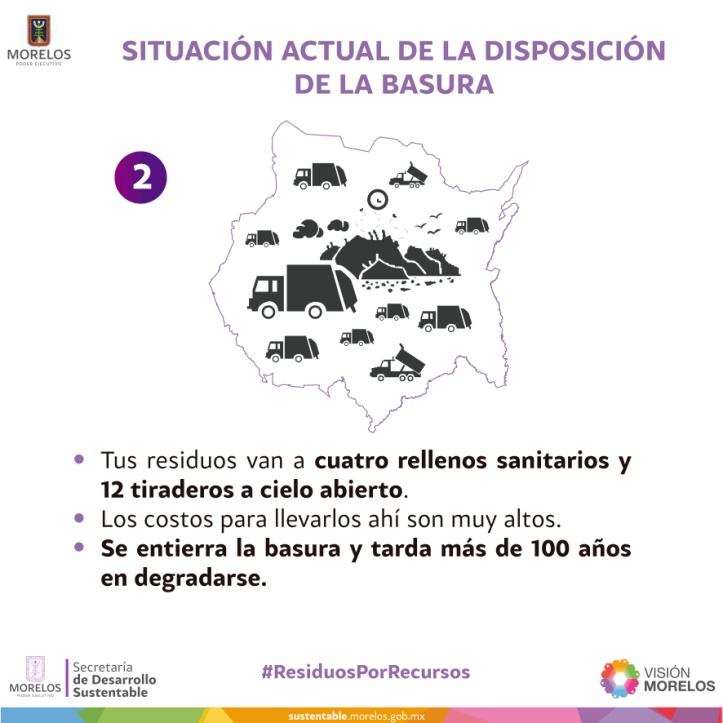 MORELOS
PODER EJECUTIVO
SITUACIÓN ACTUAL DE LA DISPOSICIÓN
DE LA BASURA
2
• Tus residuos van a cuatro rellenos sanitarios y
12 tiraderos a cielo abierto.
• Los costos para llevarlos ahí son muy altos.
• Se entierra la basura y tarda más de 100 años
en degradarse.
MORELOS
PODER EJECUTIVO
Secretaría
de Desarrollo
Sustentable
#ResiduosPorRecursos
VISIÓN
MORELOS
sustentable.morelos.gob.mx